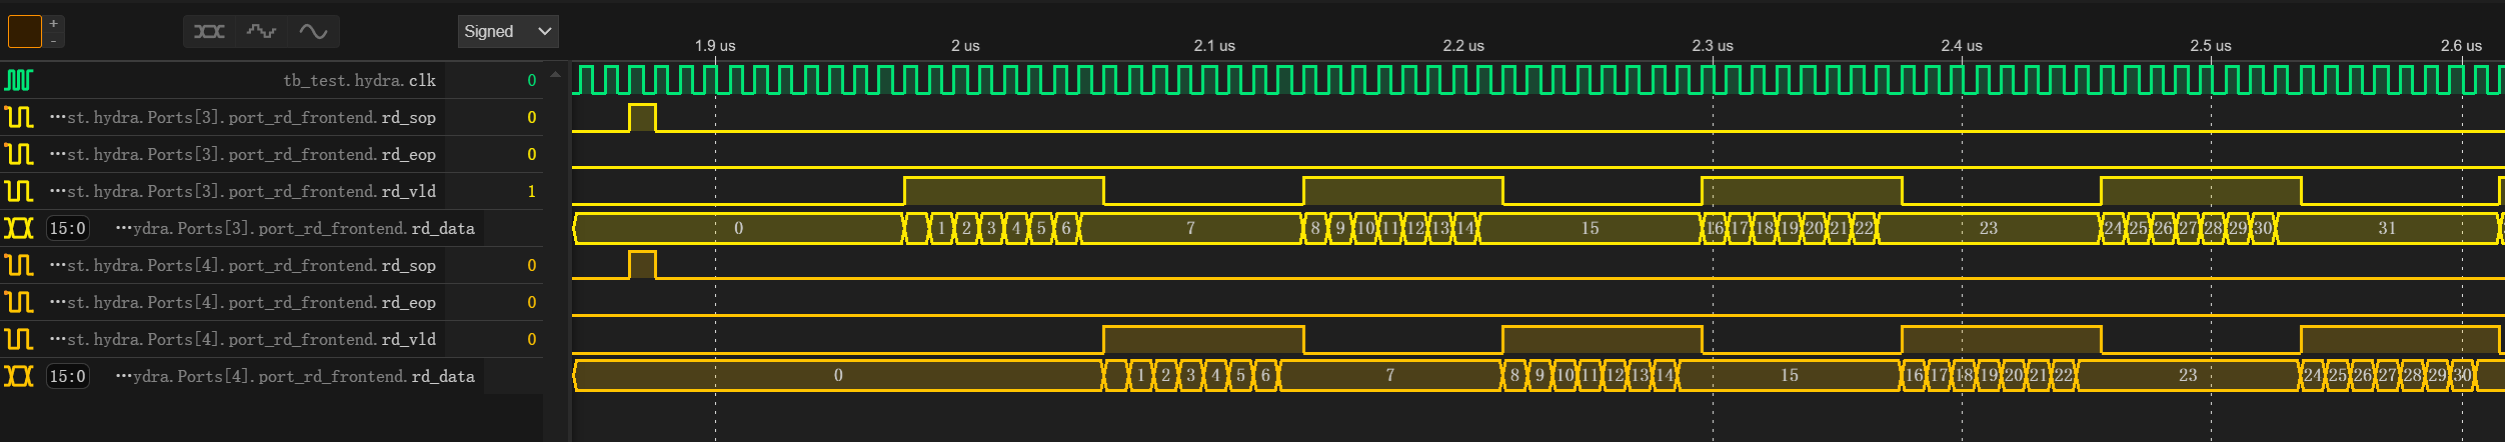 +
-
Signed
1.9 us 2 us 2.1 us 2.2 us 2.3 us 2.4 us 2.5 us 2.6 us
tb_test.hydra.clk 0
···st.hydra.Ports[3].port_rd_frontend.rd_sop 0
···st.hydra.Ports[3].port_rd_frontend.rd_eop 0
···st.hydra.Ports[3].port_rd_frontend.rd_vld 1
15:0 ···ydra.Ports[3].port_rd_frontend.rd_data 0 1 2 3 4 5 6 7 8 9 10 11 12 13 14 15 16 17 18 19 20 21 22 23 24 25 26 27 28 29 30 31
···st.hydra.Ports[4].port_rd_frontend.rd_sop 0
···st.hydra.Ports[4].port_rd_frontend.rd_eop 0
···st.hydra.Ports[4].port_rd_frontend.rd_vld 0
15:0 ···ydra.Ports[4].port_rd_frontend.rd_data 0 1 2 3 4 5 6 7 8 9 10 11 12 13 14 15 16 17 18 19 20 21 22 23 24 25 26 27 28 29 30